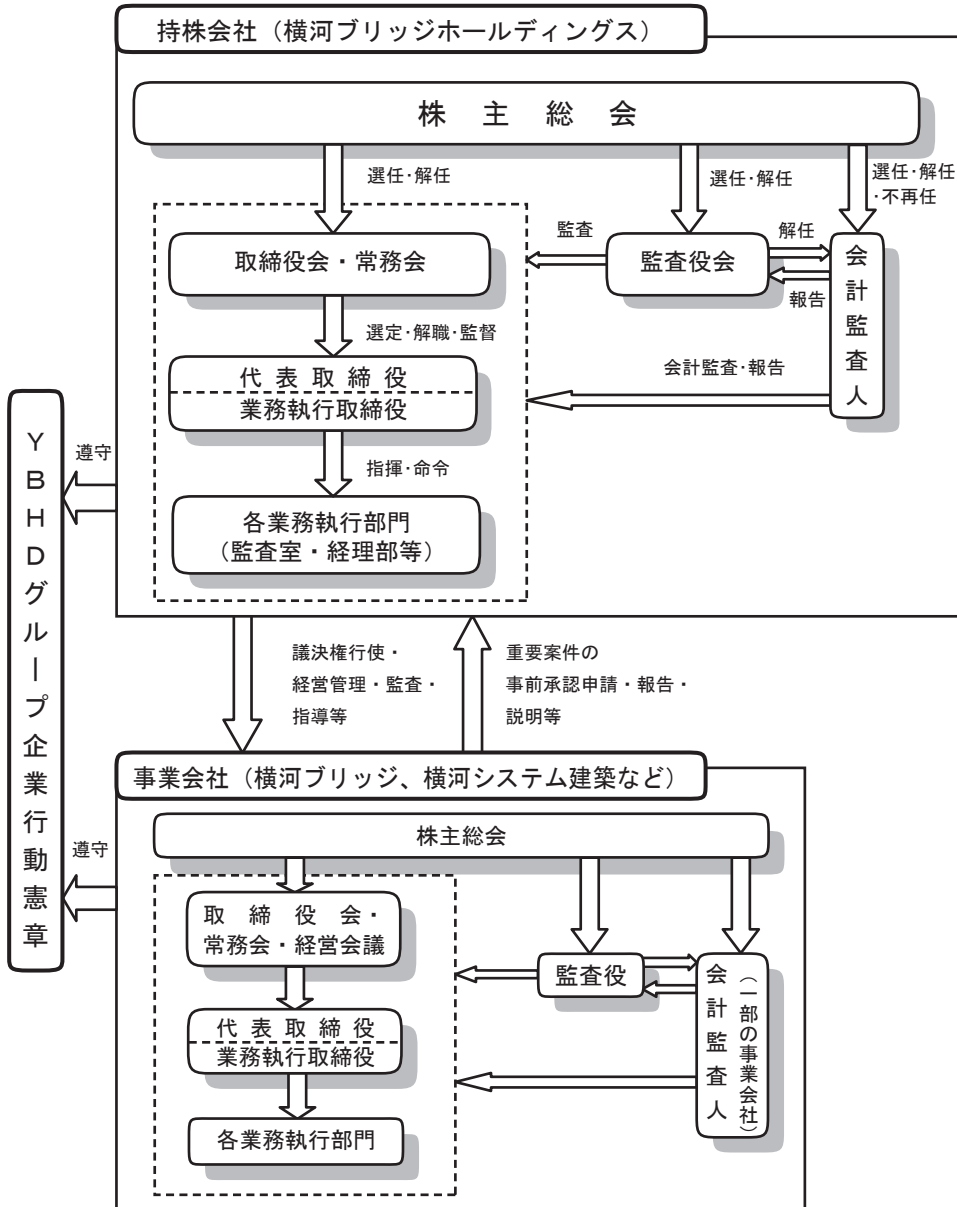 持株会社（横河ブリッジホールディングス）
株主総会
選任・解任
選任・解任
選任・解任
・不再任
取締役会・常務会
監査
監査役会
解任
報告
会計監査人
選定・解職・監督
代表取締役
業務執行取締役
会計監査・報告
指揮・命令
各業務執行部門
（監査室・経理部等）
YBHDグループ企業行動憲章
遵守
議決権行使・
経営管理・監査・
指導等
重要案件の
事前承認申請・報告・
説明等
事業会社（横河ブリッジ、横河システム建築など）
遵守
株主総会
取締役会・
常務会・経営会議
監査役
会計監査人
（一部の事業会社）
代表取締役
業務執行取締役
各業務執行部門